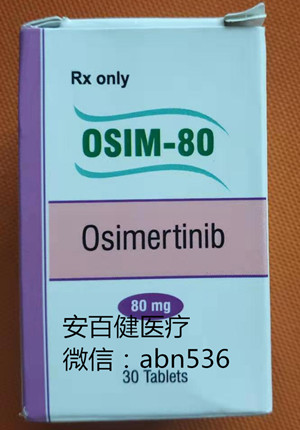 Rx only
OSIM-80
Osimertinib
80 mg
安百健医疗
微信：abn536
30 Tablets